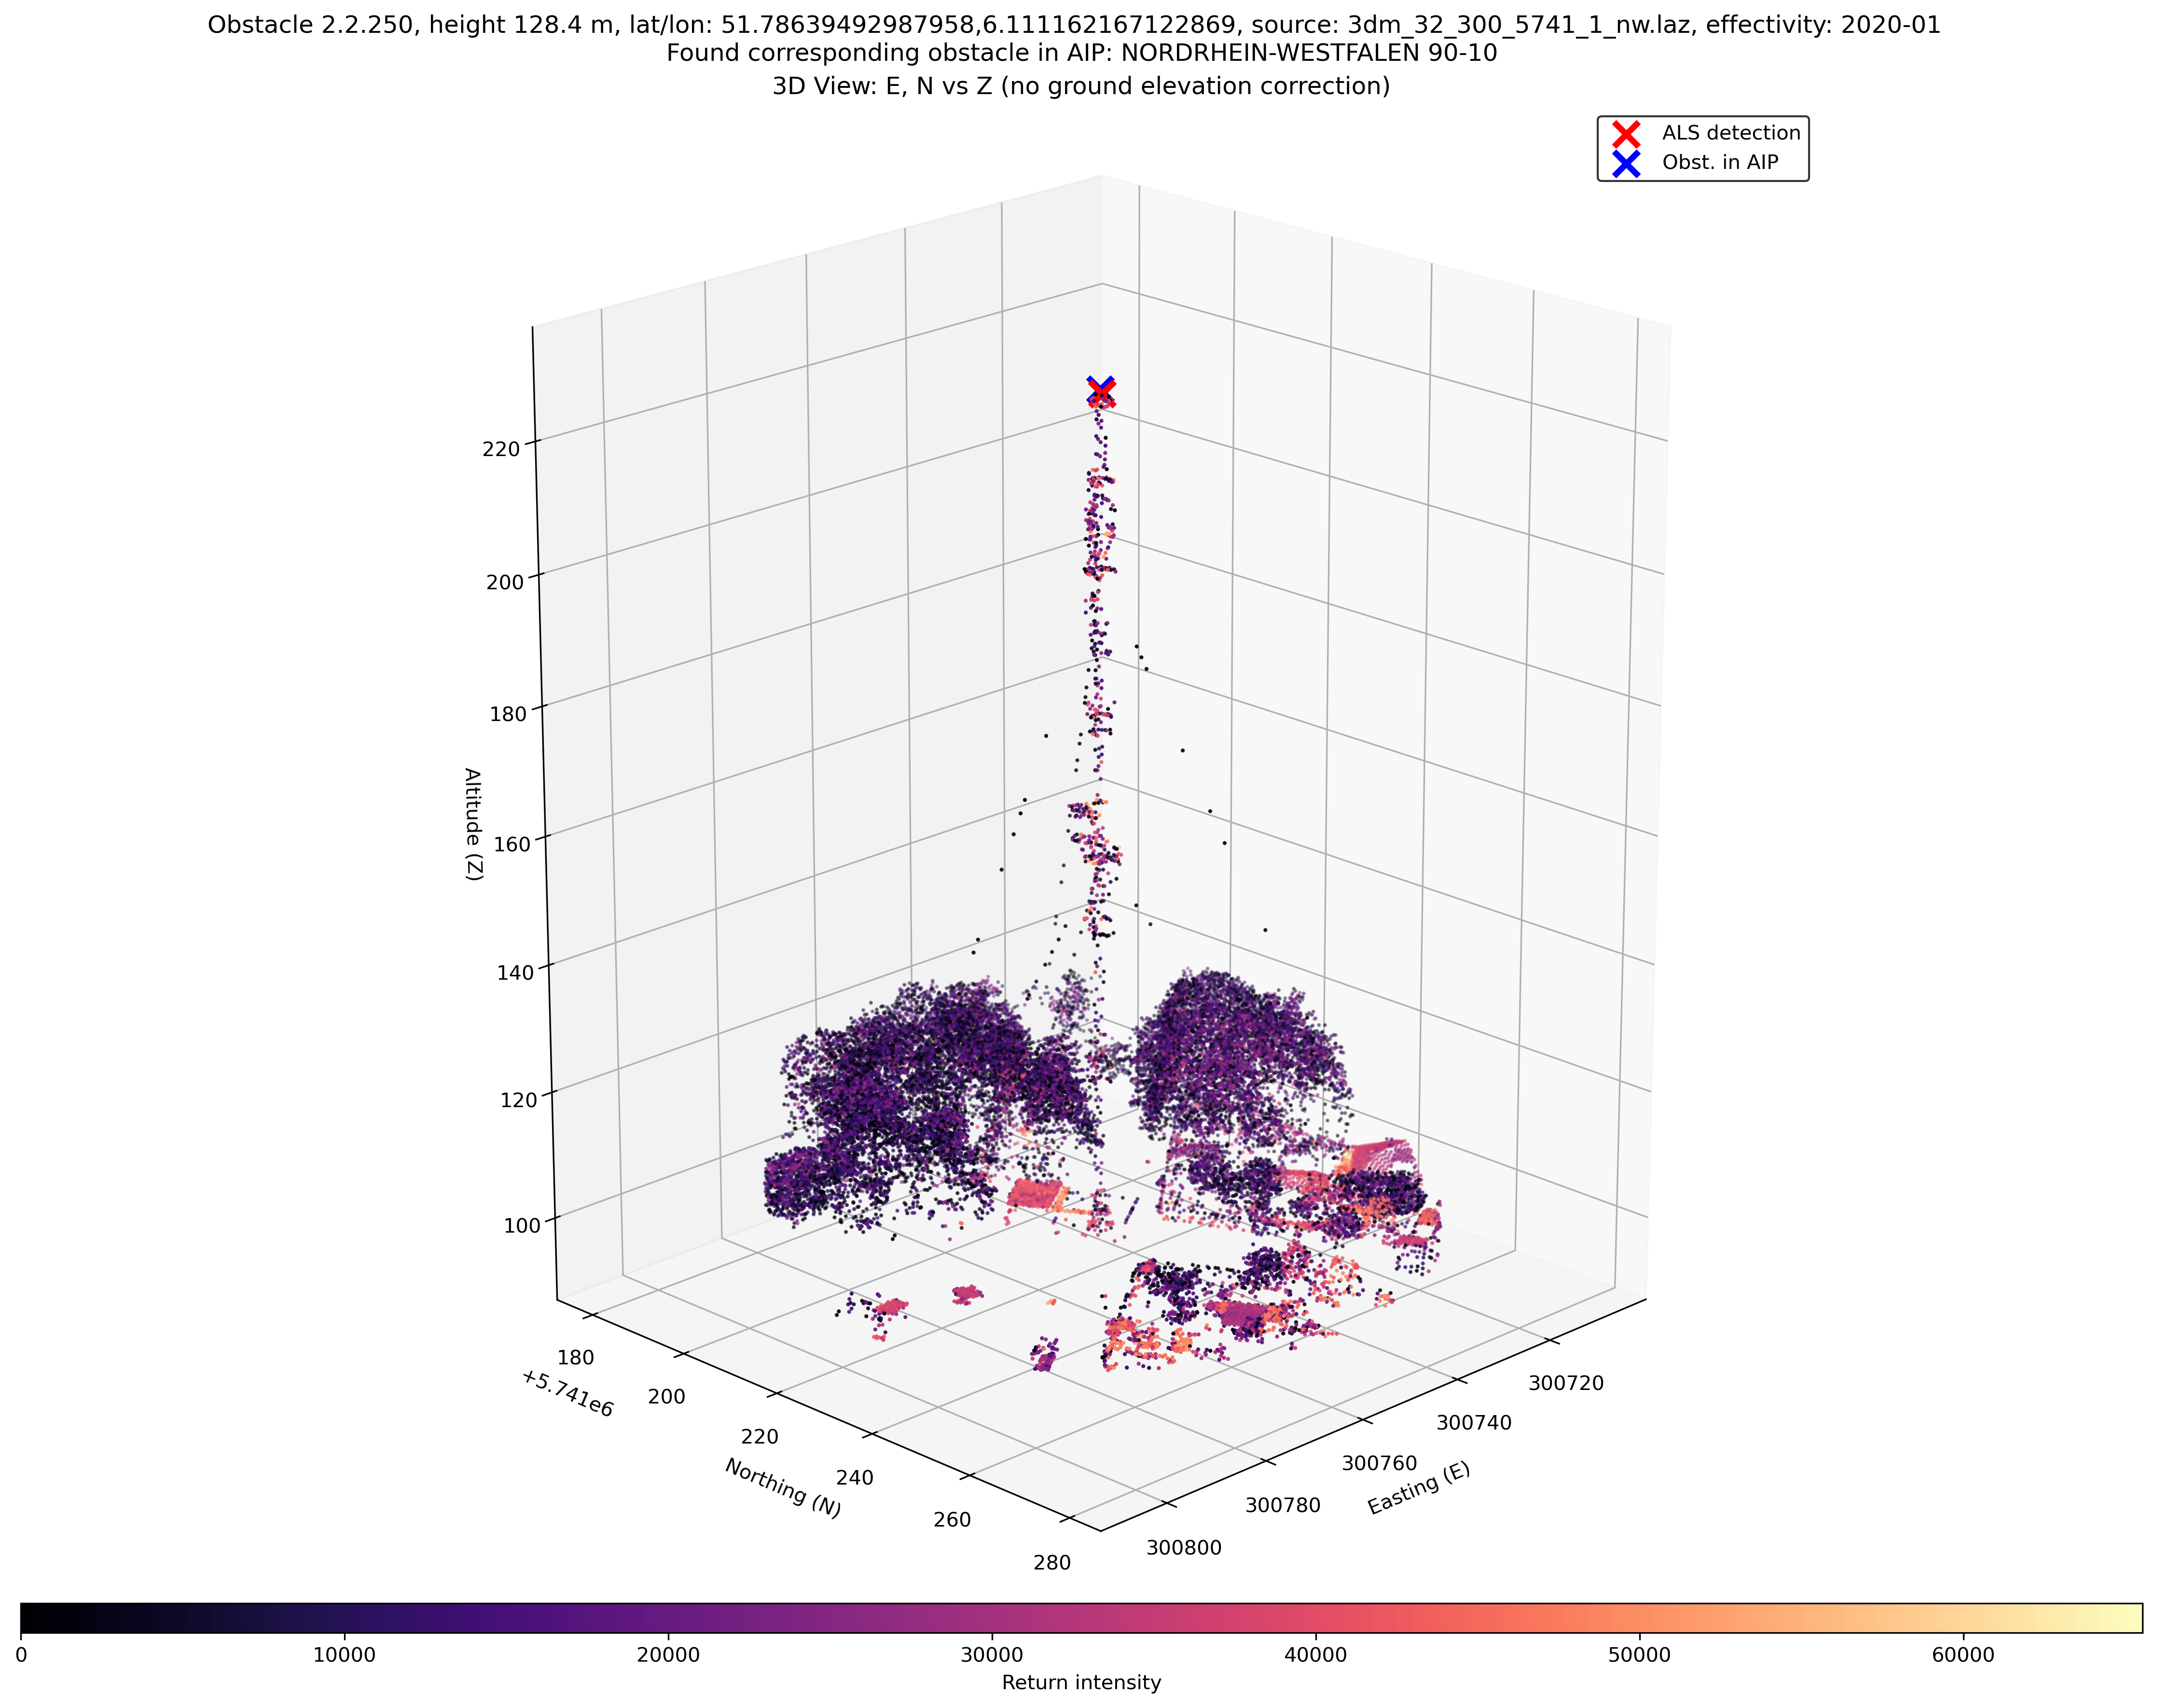 Obstacle 2.2.250, height 128.4 m, lat/lon: 51.78639492987958,6.111162167122869, source: 3dm_32_300_5741_1_nw.laz, effectivity: 2020-01
Found corresponding obstacle in AIP: NORDRHEIN-WESTFALEN 90-10
3D View: E, N vs Z (no ground elevation correction)
ALS detection
Obst. in AIP
220
200
180
160
140
120
100
Altitude (Z)
180
200
220
240
260
280
+5.741e6
Northing (N)
300720
300740
300760
300780
300800
Easting (E)
0 10000 20000 30000 40000 50000 60000
Return intensity